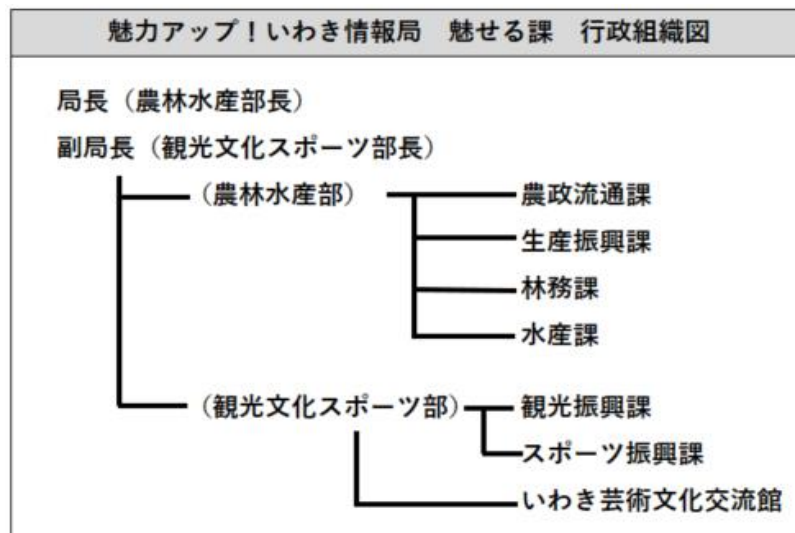 魅力アップ！いわき情報局　魅せる課　行政組織図
局長（農林水産部長）
副局長（観光文化スポーツ部長）
（農林水産部）
農政流通課
生産振興課
林務課
水産課
（観光文化スポーツ部）
観光振興課
スポーツ振興課
いわき芸術文化交流館